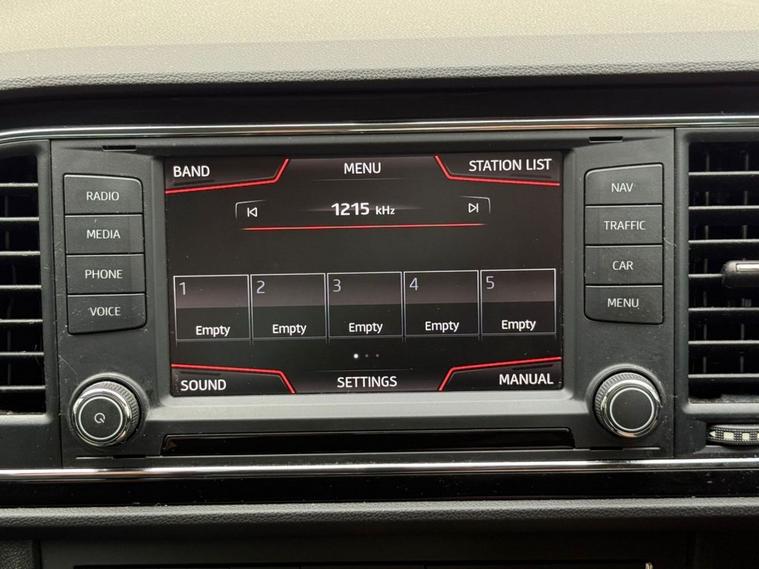 BAND MENU STATION LIST
1215 kHz
1 2 3 4 5
Empty Empty Empty Empty Empty
SOUND SETTINGS MANUAL
RADIO
MEDIA
PHONE
VOICE
NAV
TRAFFIC
CAR
MENU